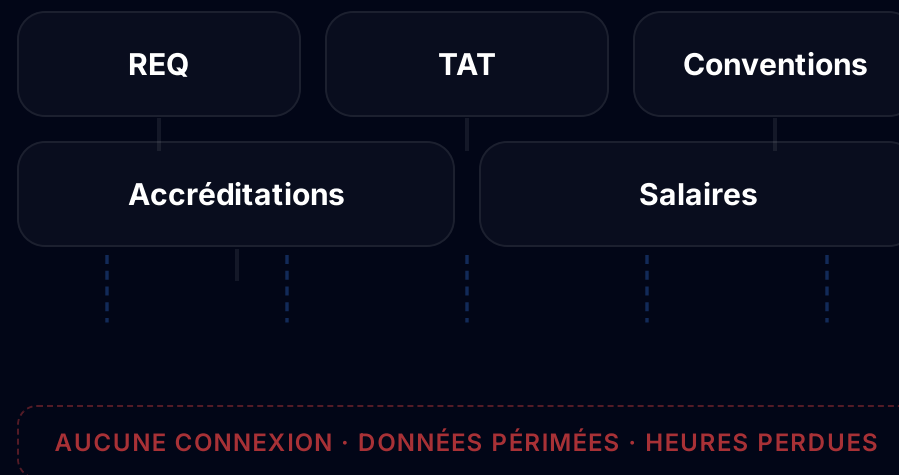 REQ
TAT
Conventions
Accréditations
Salaires
AUCUNE CONNEXION · DONNÉES PÉRIMÉES · HEURES PERDUES